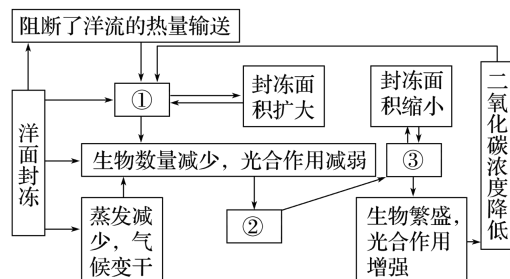 阻断了洋流的热量输送
①
封冻面
积扩大
封冻面
积缩小
二氧化碳浓度降低
洋面封冻
生物数量减少，光合作用减弱
③
蒸发减
少，气
候变干
②
生物繁盛，
光合作用
增强